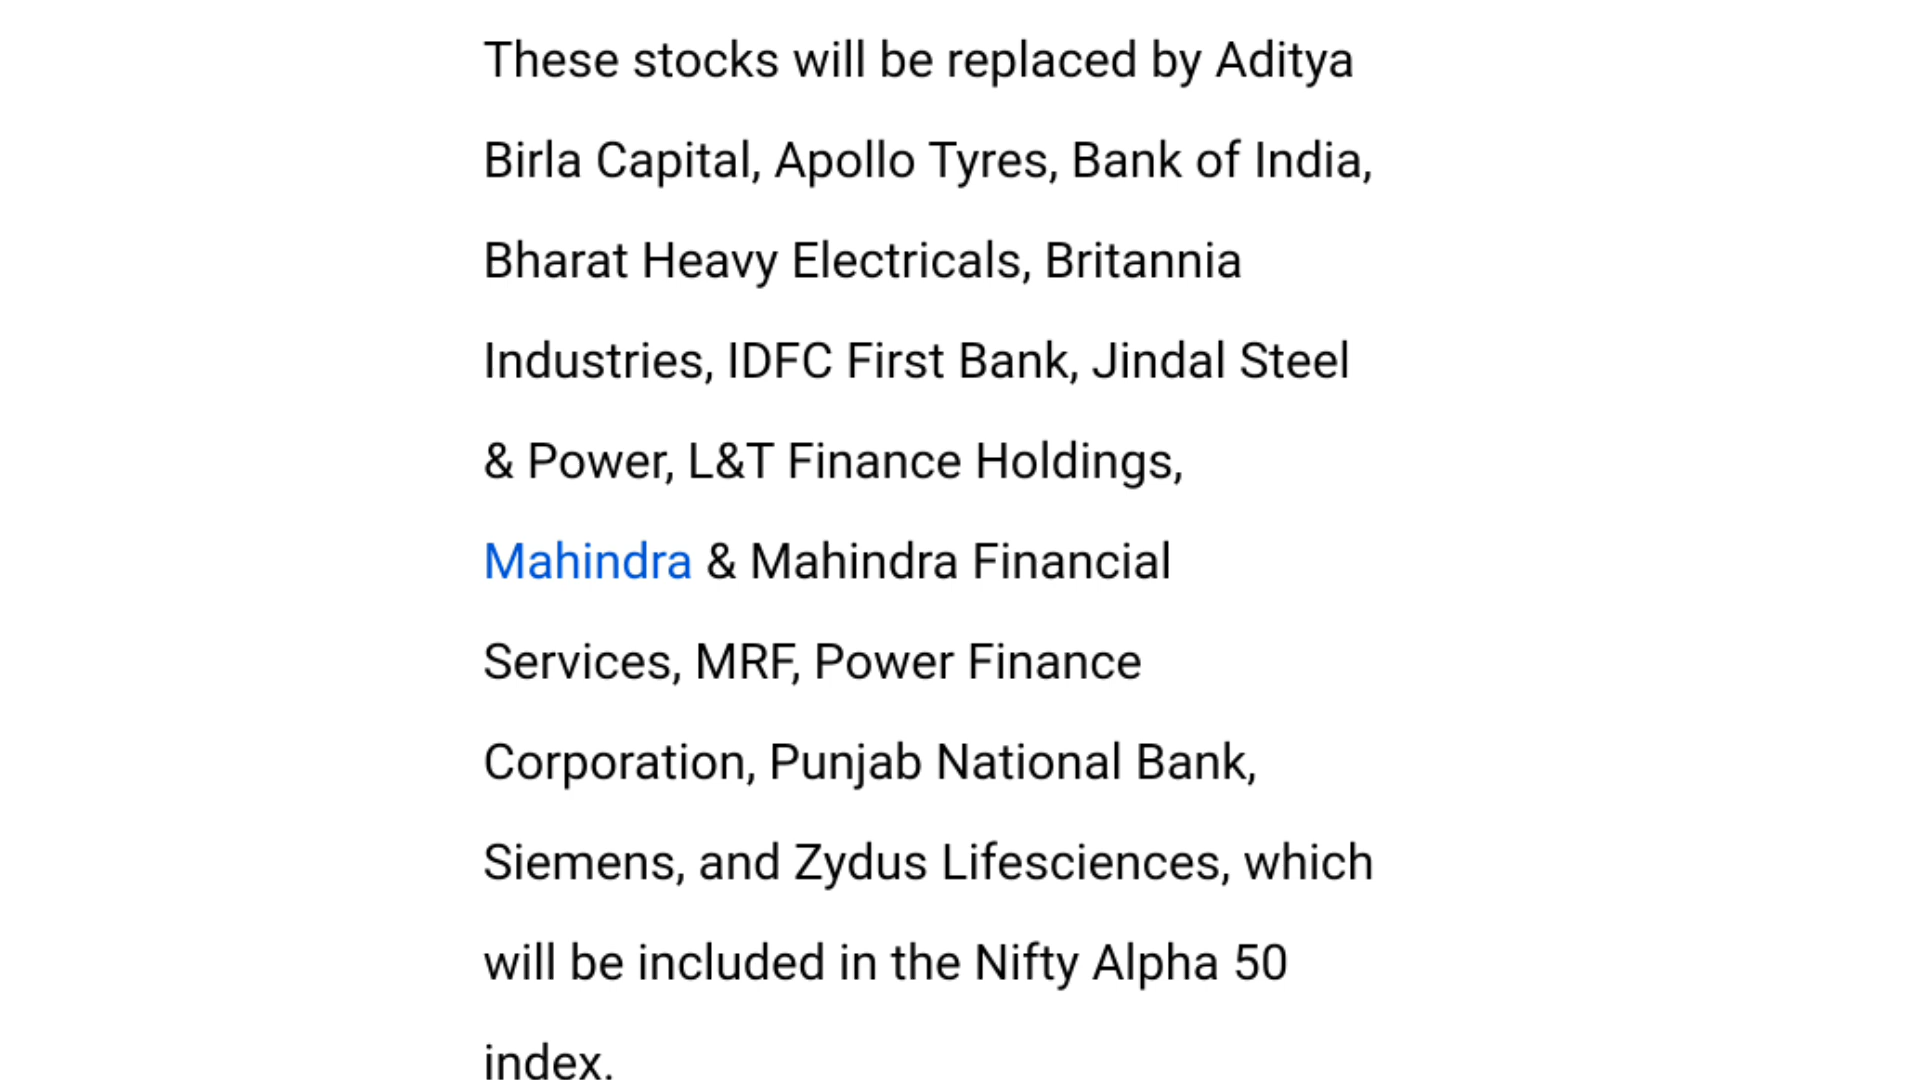 These stocks will be replaced by Aditya
Birla Capital, Apollo Tyres, Bank of India,
Bharat Heavy Electricals, Britannia
Industries, IDFC First Bank, Jindal Steel
& Power, L&T Finance Holdings,
Mahindra & Mahindra Financial
Services, MRF, Power Finance
Corporation, Punjab National Bank,
Siemens, and Zydus Lifesciences, which
will be included in the Nifty Alpha 50
index.